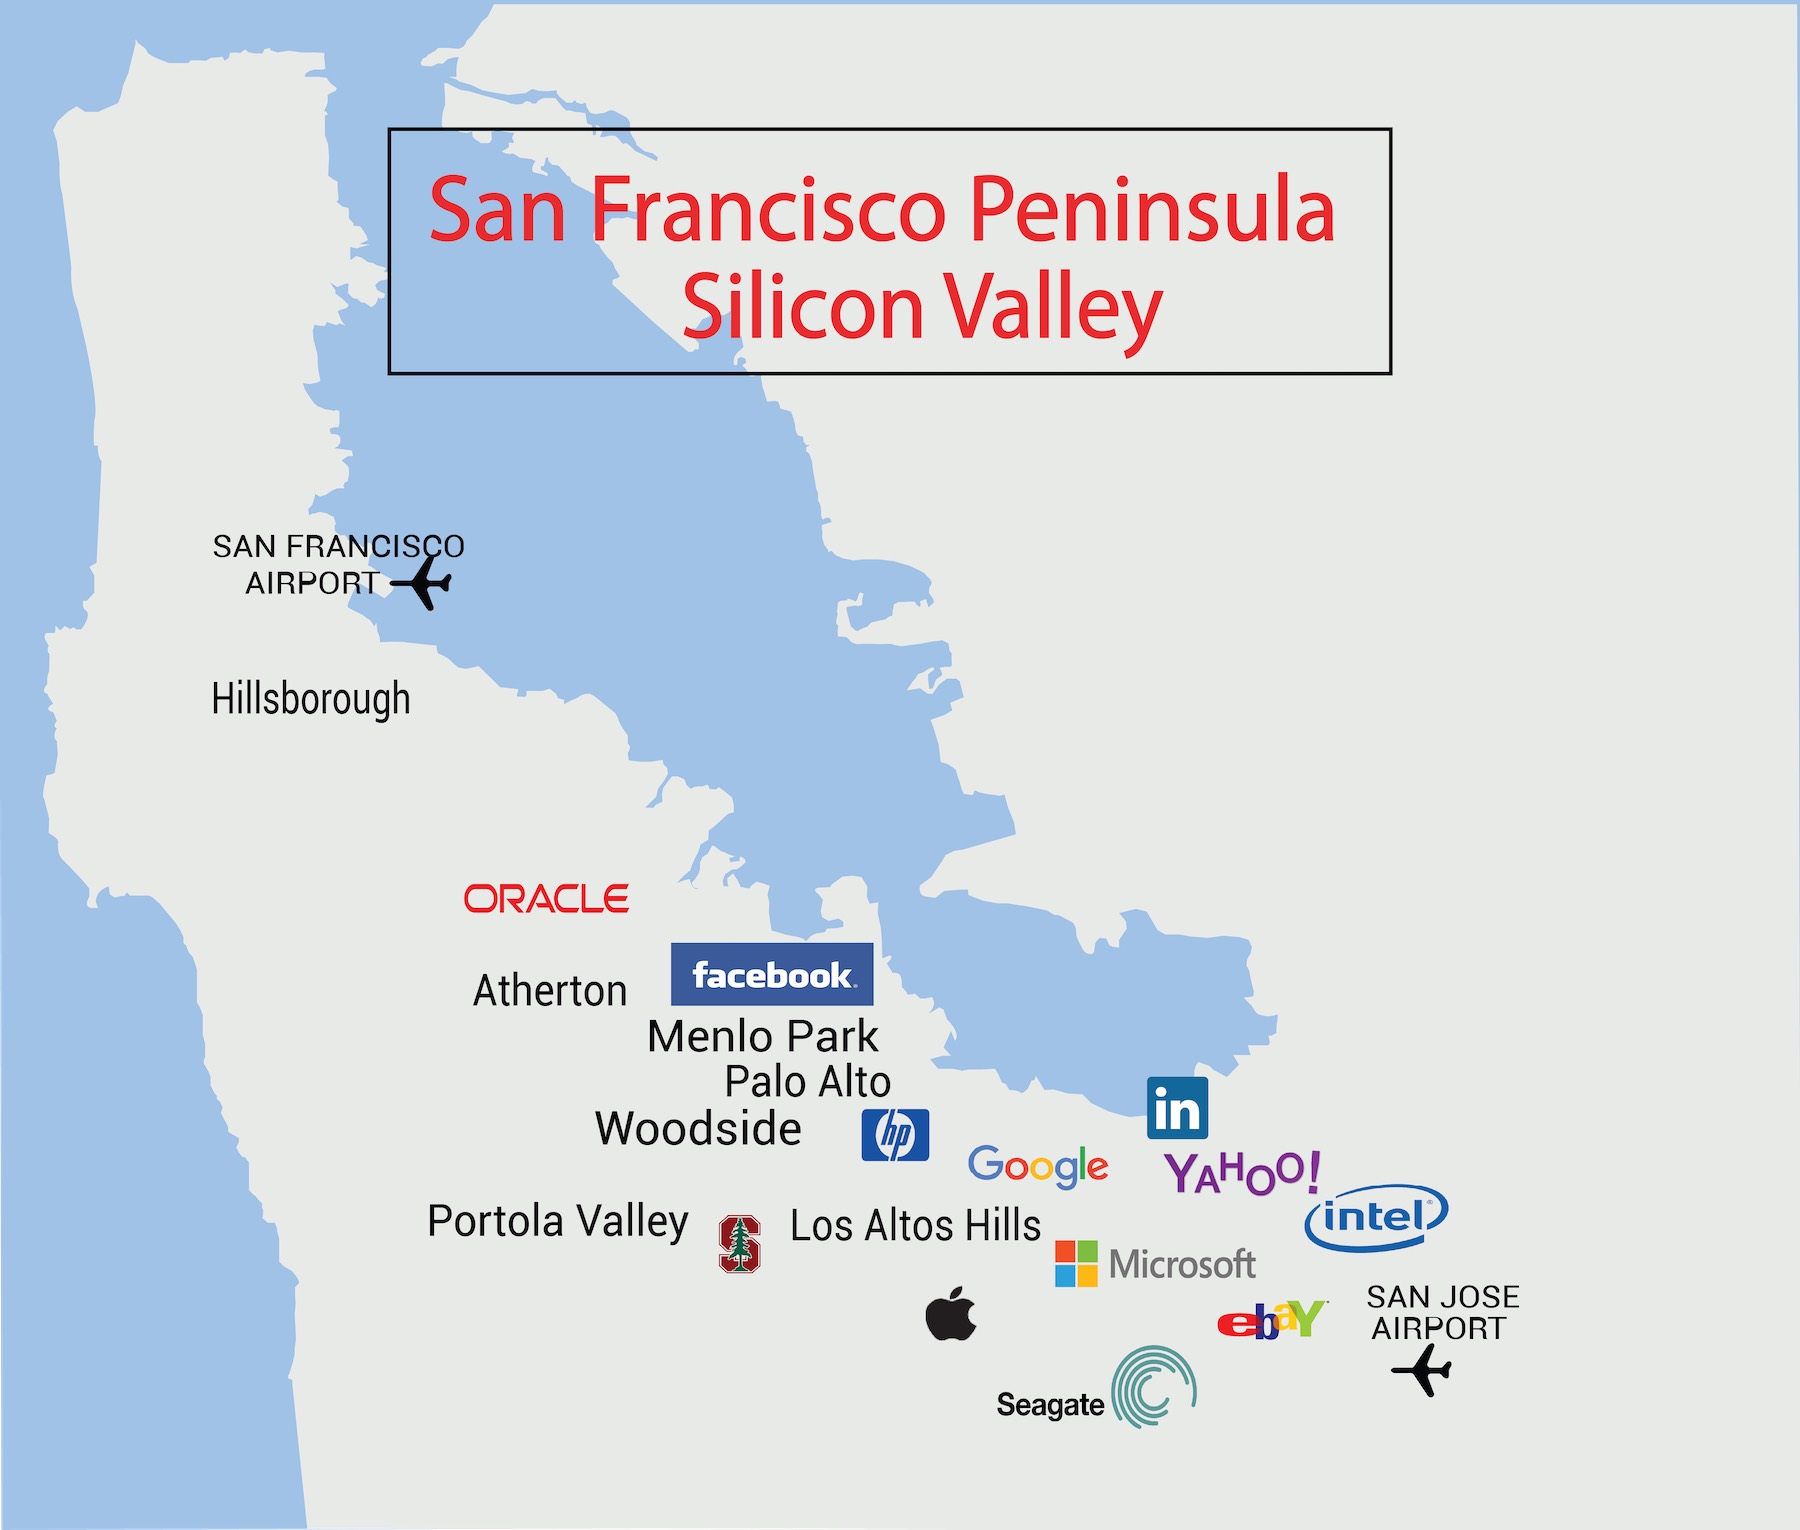 San Francisco Peninsula
Silicon Valley
SAN FRANCISCO
AIRPORT
Hillsborough
ORACLE
facebook.
Atherton
Menlo Park
Palo Alto
Woodside
hp
in
Google
YAHOO!
intel®
Portola Valley
S
Los Altos Hills
Microsoft
ebaY
SAN JOSE
AIRPORT
Seagate